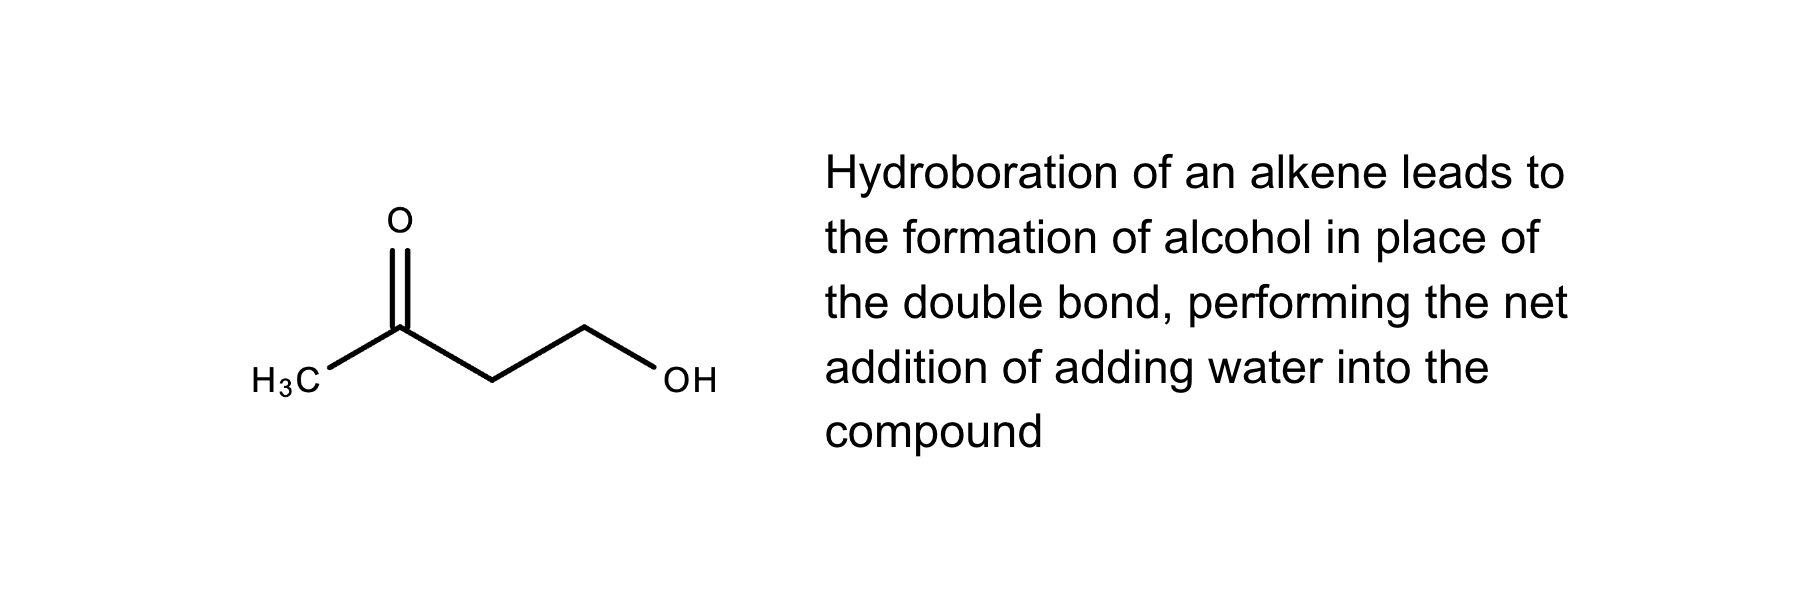 O
H₃C
OH
Hydroboration of an alkene leads to
the formation of alcohol in place of
the double bond, performing the net
addition of adding water into the
compound